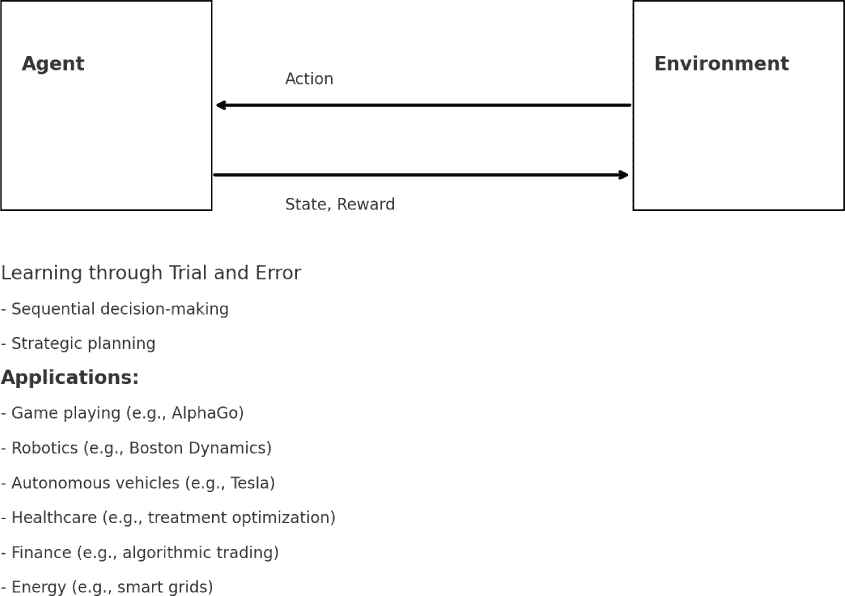 Agent
Environment
Action
State, Reward
Learning through Trial and Error
- Sequential decision-making
- Strategic planning
Applications:
- Game playing (e.g., AlphaGo)
- Robotics (e.g., Boston Dynamics)
- Autonomous vehicles (e.g., Tesla)
- Healthcare (e.g., treatment optimization)
- Finance (e.g., algorithmic trading)
- Energy (e.g., smart grids)